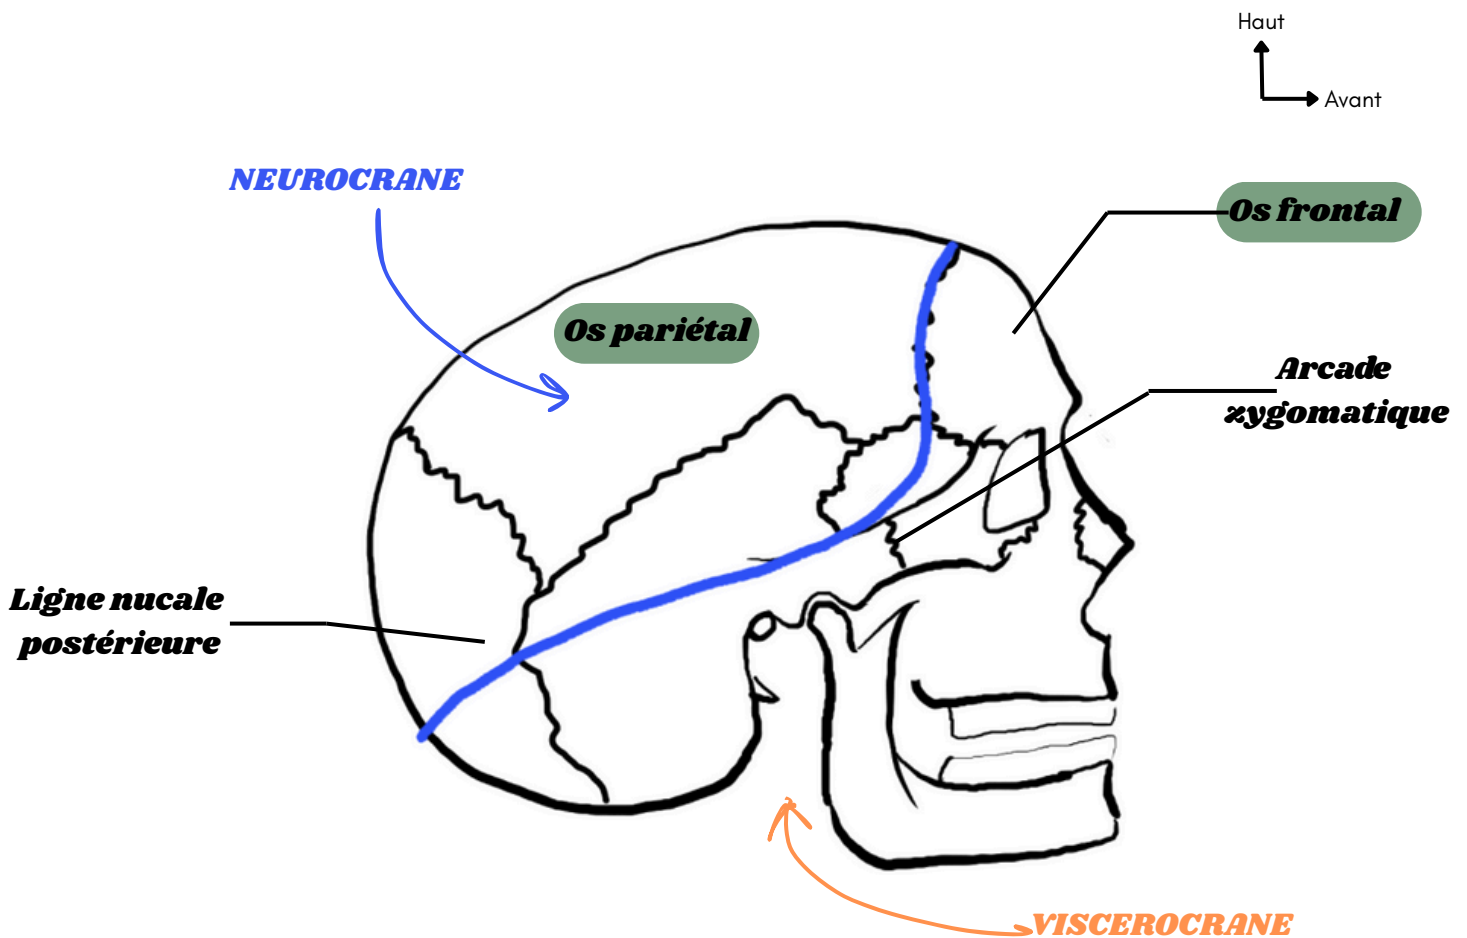 Haut
Avant
NEUROCRANE
Os frontal
Os pariétal
Arcade
zygomatique
Ligne nucale
postérieure
VISCEROCRANE